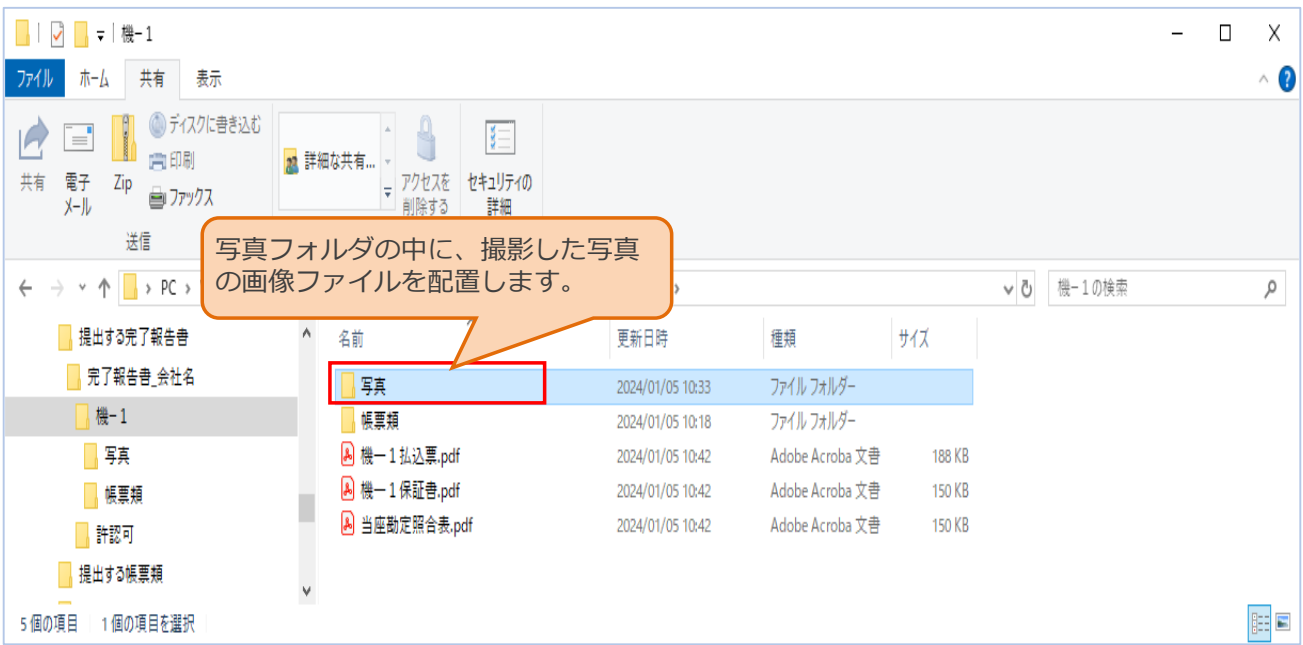 機－1
ファイル ホーム 共有 表示
共有
電子
メール
Zip
ディスクに書き込む
印刷
ファックス
詳細な共有...
アクセスを
削除する
セキュリティの
詳細
送信
写真フォルダの中に、撮影した写真
の画像ファイルを配置します。
PC
機－1の検索
提出する完了報告書
完了報告書_会社名
機－1
写真
帳票類
許認可
提出する帳票類
名前 更新日時 種類 サイズ
写真 2024/01/05 10:33 ファイル フォルダー
帳票類 2024/01/05 10:18 ファイル フォルダー
機ー1払込票.pdf 2024/01/05 10:42 Adobe Acroba 文書 188 KB
機ー1保証書.pdf 2024/01/05 10:42 Adobe Acroba 文書 150 KB
当座勘定照合表.pdf 2024/01/05 10:42 Adobe Acroba 文書 150 KB
5個の項目 1個の項目を選択